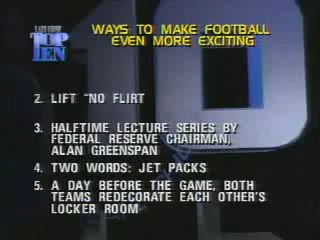 LATE SHOW
TOP
TEN
WAYS TO MAKE FOOTBALL
EVEN MORE EXCITING
10
2. LIFT "NO FLIRT
3. HALFTIME LECTURE SERIES BY
FEDERAL RESERVE CHAIRMAN,
ALAN GREENSPAN
4. TWO WORDS: JET PACKS
5. A DAY BEFORE THE GAME, BOTH
TEAMS REDECORATE EACH OTHER'S
LOCKER ROOM